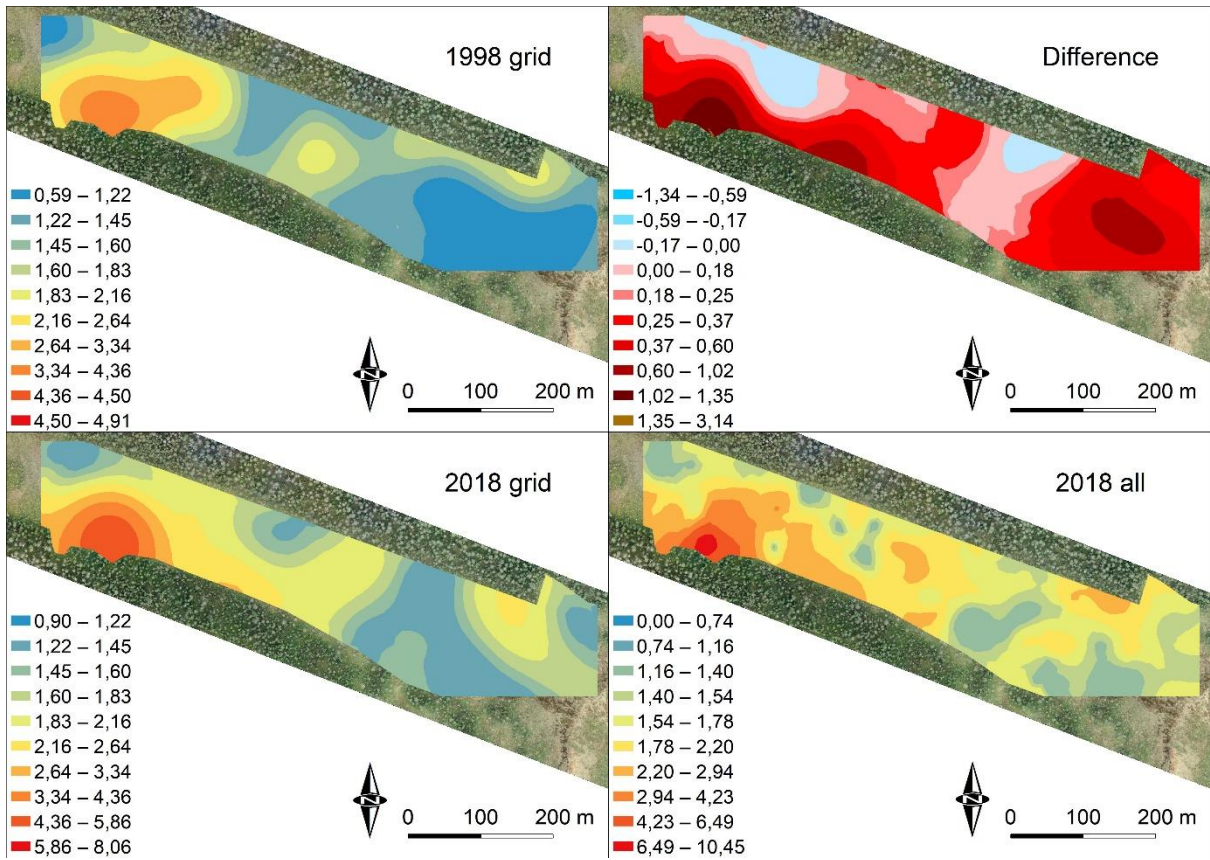 1998 grid
0,59 – 1,22
1,22 – 1,45
1,45 – 1,60
1,60 – 1,83
1,83 – 2,16
2,16 – 2,64
2,64 – 3,34
3,34 – 4,36
4,36 – 4,50
4,50 – 4,91
N
0 100 200 m
Difference
-1,34 – -0,59
-0,59 – -0,17
-0,17 – 0,00
0,00 – 0,18
0,18 – 0,25
0,25 – 0,37
0,37 – 0,60
0,60 – 1,02
1,02 – 1,35
1,35 – 3,14
N
0 100 200 m
2018 grid
0,90 – 1,22
1,22 – 1,45
1,45 – 1,60
1,60 – 1,83
1,83 – 2,16
2,16 – 2,64
2,64 – 3,34
3,34 – 4,36
4,36 – 5,86
5,86 – 8,06
N
0 100 200 m
2018 all
0,00 – 0,74
0,74 – 1,16
1,16 – 1,40
1,40 – 1,54
1,54 – 1,78
1,78 – 2,20
2,20 – 2,94
2,94 – 4,23
4,23 – 6,49
6,49 – 10,45
N
0 100 200 m